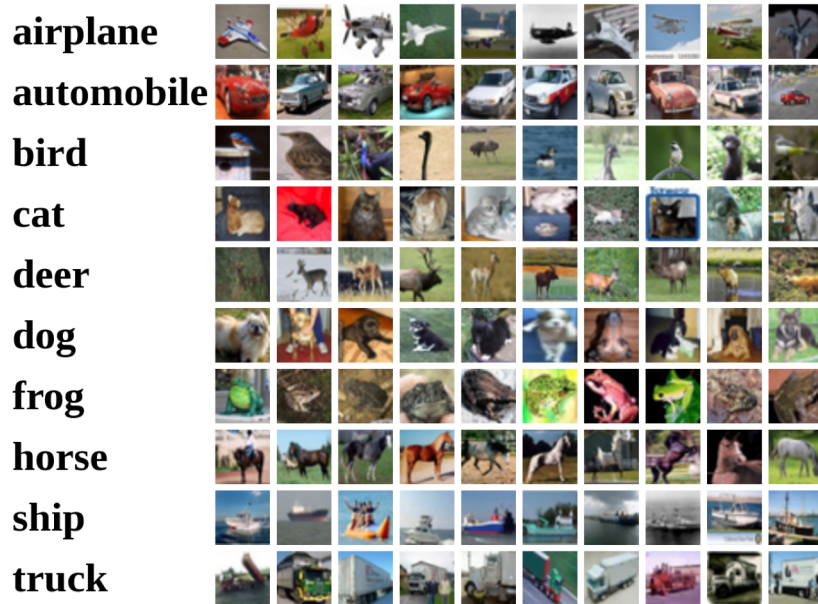 airplane
automobile
bird
cat
deer
dog
frog
horse
ship
truck